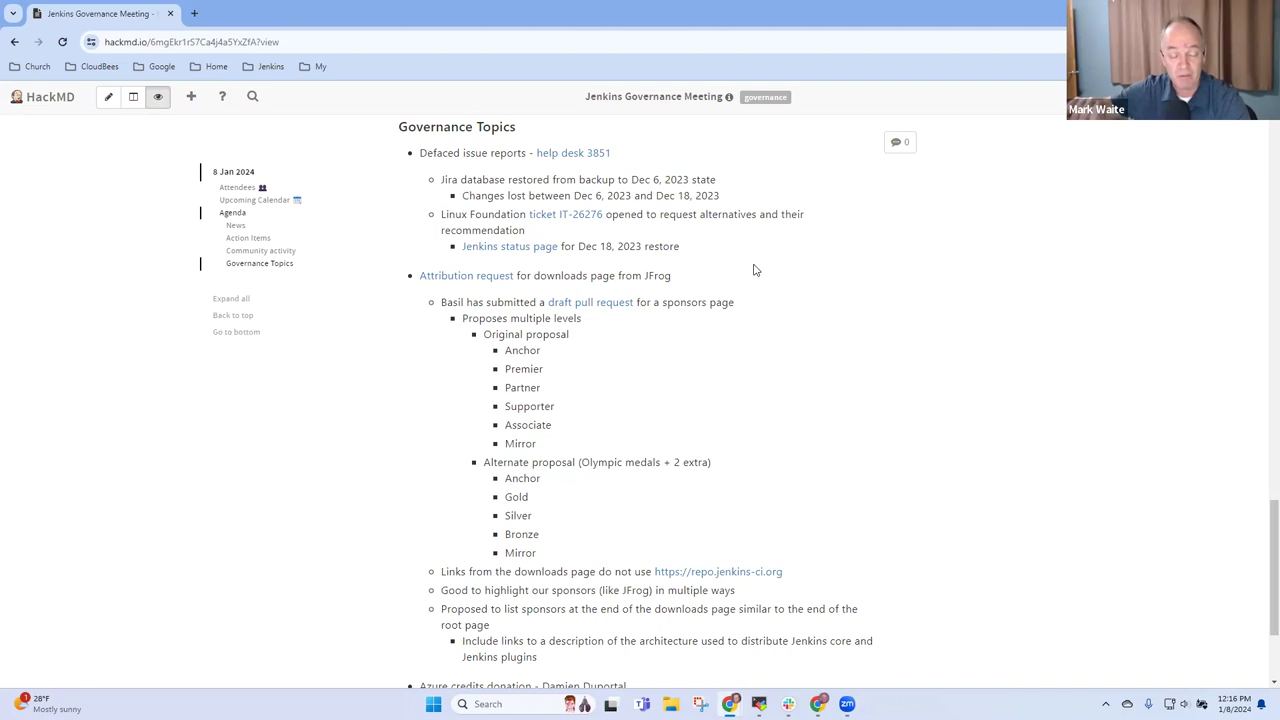 Jenkins Governance Meeting - H
hackmd.io/6mgEkr1rS7Ca4j4a5YxZfA?view
Church
CloudBees
Google
Home
Jenkins
My
HackMD
Jenkins Governance Meeting
governance
Mark Waite
0
8 Jan 2024
Attendees
Upcoming Calendar
Agenda
News
Action Items
Community activity
Governance Topics
Expand all
Back to top
Go to bottom
Governance Topics
Defaced issue reports - help desk 3851
Jira database restored from backup to Dec 6, 2023 state
Changes lost between Dec 6, 2023 and Dec 18, 2023
Linux Foundation ticket IT-26276 opened to request alternatives and their
recommendation
Jenkins status page for Dec 18, 2023 restore
Attribution request for downloads page from JFrog
Basil has submitted a draft pull request for a sponsors page
Proposes multiple levels
Original proposal
Anchor
Premier
Partner
Supporter
Associate
Mirror
Alternate proposal (Olympic medals + 2 extra)
Anchor
Gold
Silver
Bronze
Mirror
Links from the downloads page do not use https://repo.jenkins-ci.org
Good to highlight our sponsors (like JFrog) in multiple ways
Proposed to list sponsors at the end of the downloads page similar to the end of the
root page
Include links to a description of the architecture used to distribute Jenkins core and
Jenkins plugins
Azure credits donation - Damien Duportal
28°F
Mostly sunny
Search
12:16 PM
1/8/2024